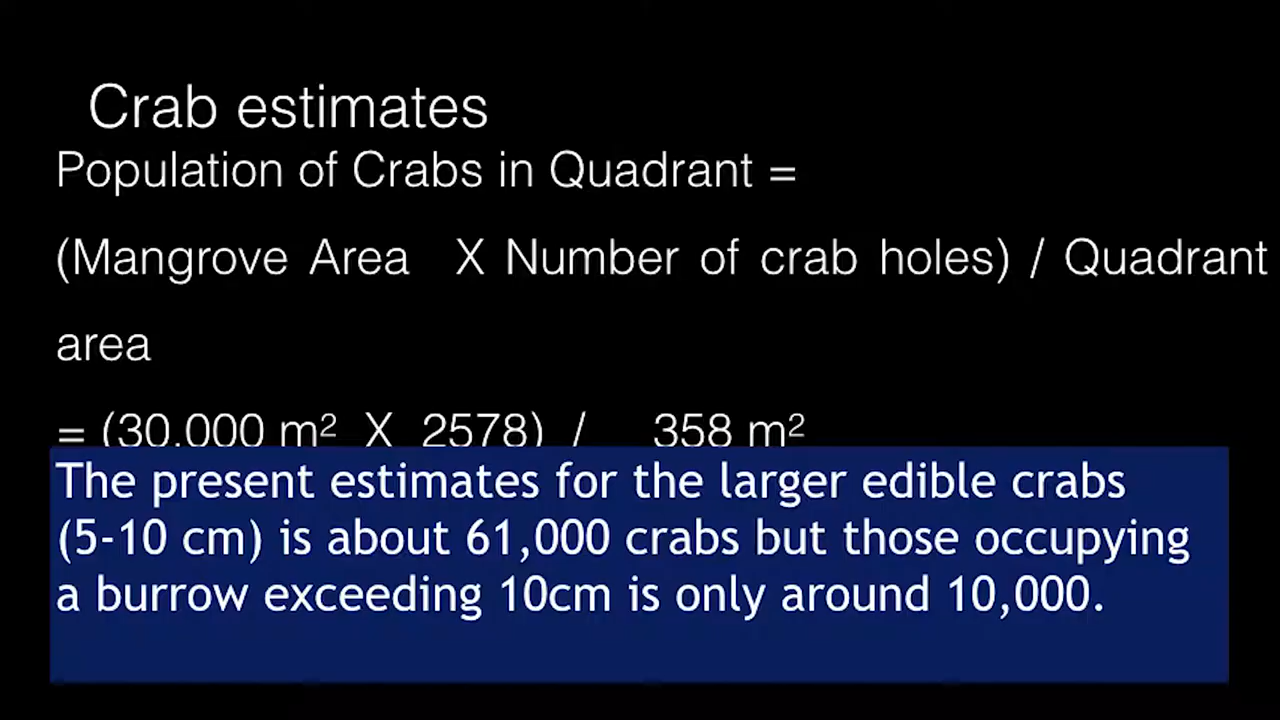 Crab estimates
Population of Crabs in Quadrant =
(Mangrove Area X Number of crab holes) / Quadrant
area
= (30,000 m² X 2578) / 358 m²
The present estimates for the larger edible crabs
(5-10 cm) is about 61,000 crabs but those occupying
a burrow exceeding 10cm is only around 10,000.